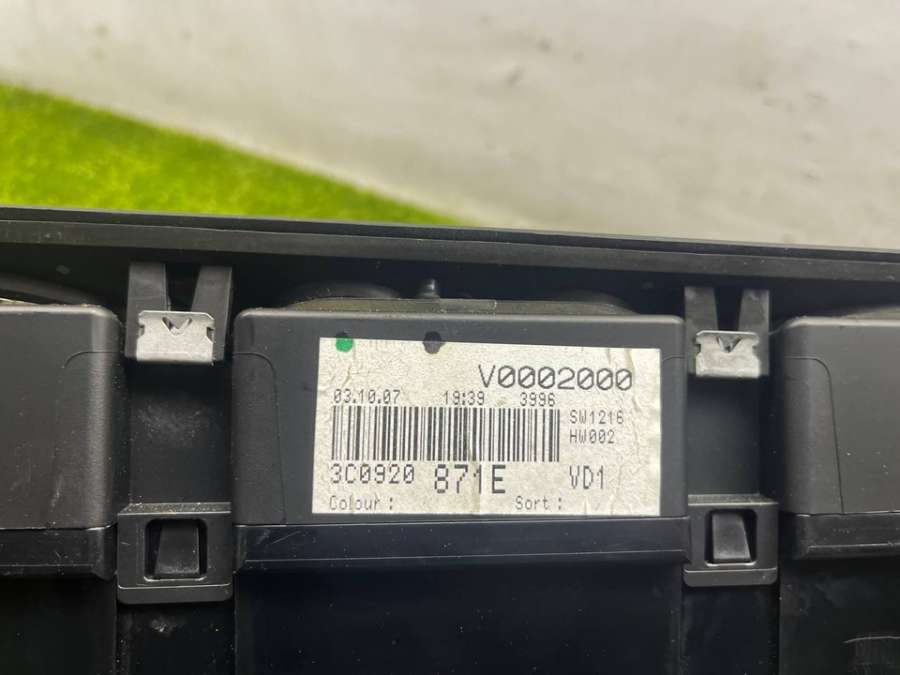 V0002000
03.10.07 19:39 3996
SW1216
HW002
3C0920 871E VD1
Colour : Sort :